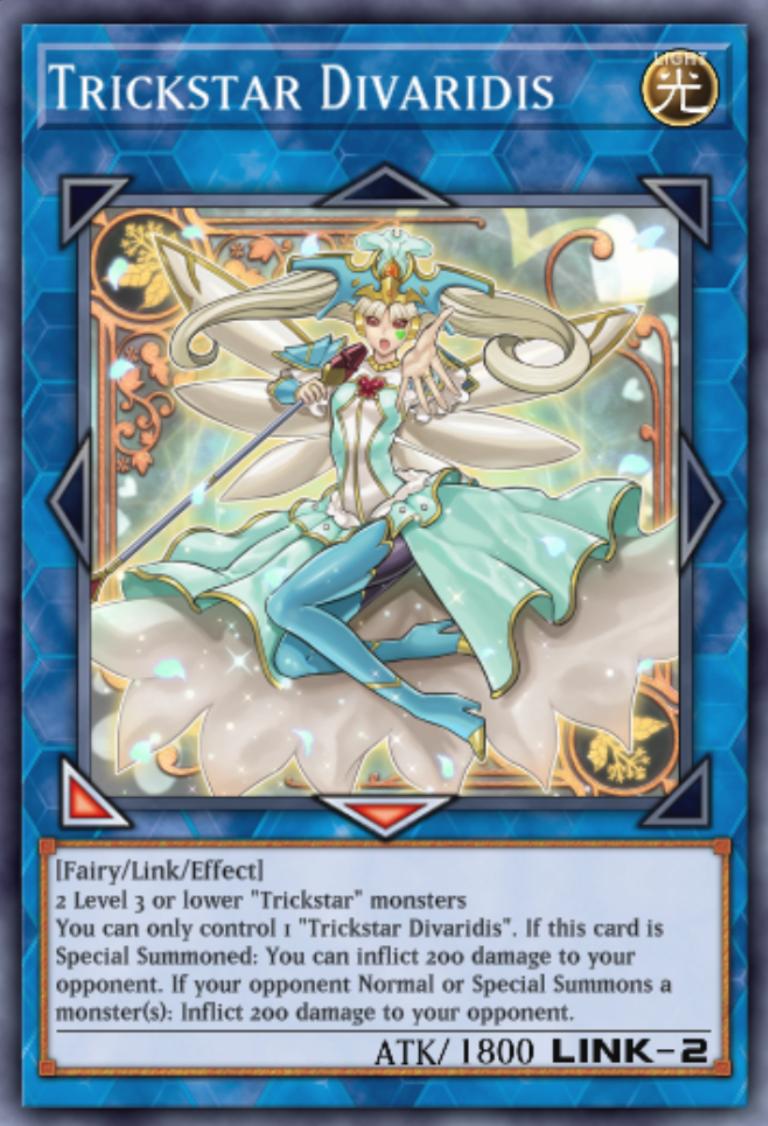 TRICKSTAR DIVARIDIS
LIGHT
光
[Fairy/Link/Effect]
2 Level 3 or lower "Trickstar" monsters
You can only control 1 "Trickstar Divaridis". If this card is
Special Summoned: You can inflict 200 damage to your
opponent. If your opponent Normal or Special Summons a
monster(s): Inflict 200 damage to your opponent.
ATK/ 1800 LINK-2